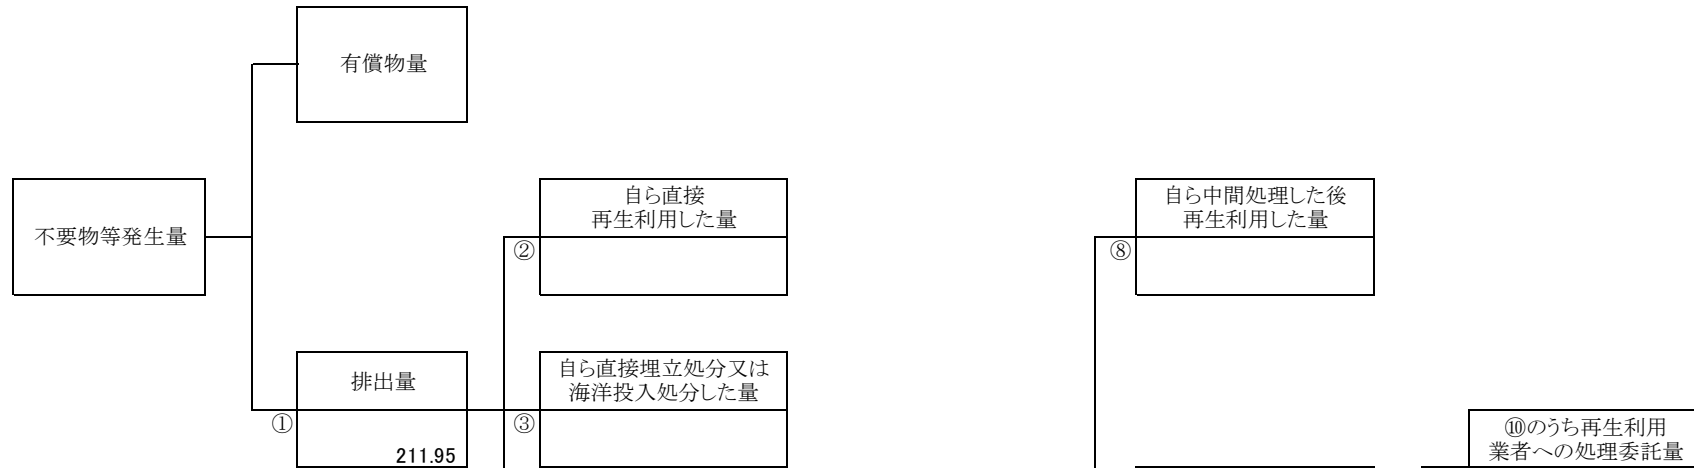 有償物量
不要物等発生量
自ら直接
再生利用した量
②
自ら中間処理した後
再生利用した量
⑧
排出量
①
211.95
自ら直接埋立処分又は
海洋投入処分した量
③
⑩のうち再生利用
業者への処理委託量